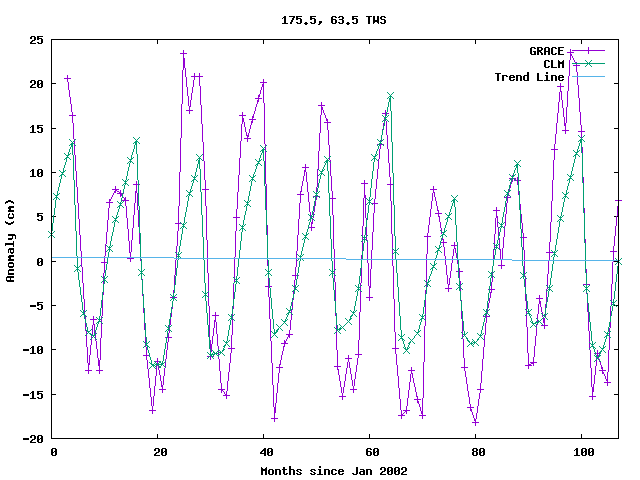 175.5, 63.5 TWS
GRACE
CLM
Trend Line
25
20
15
10
5
0
-5
-10
-15
-20
Anomaly (cm)
0 20 40 60 80 100
Months since Jan 2002